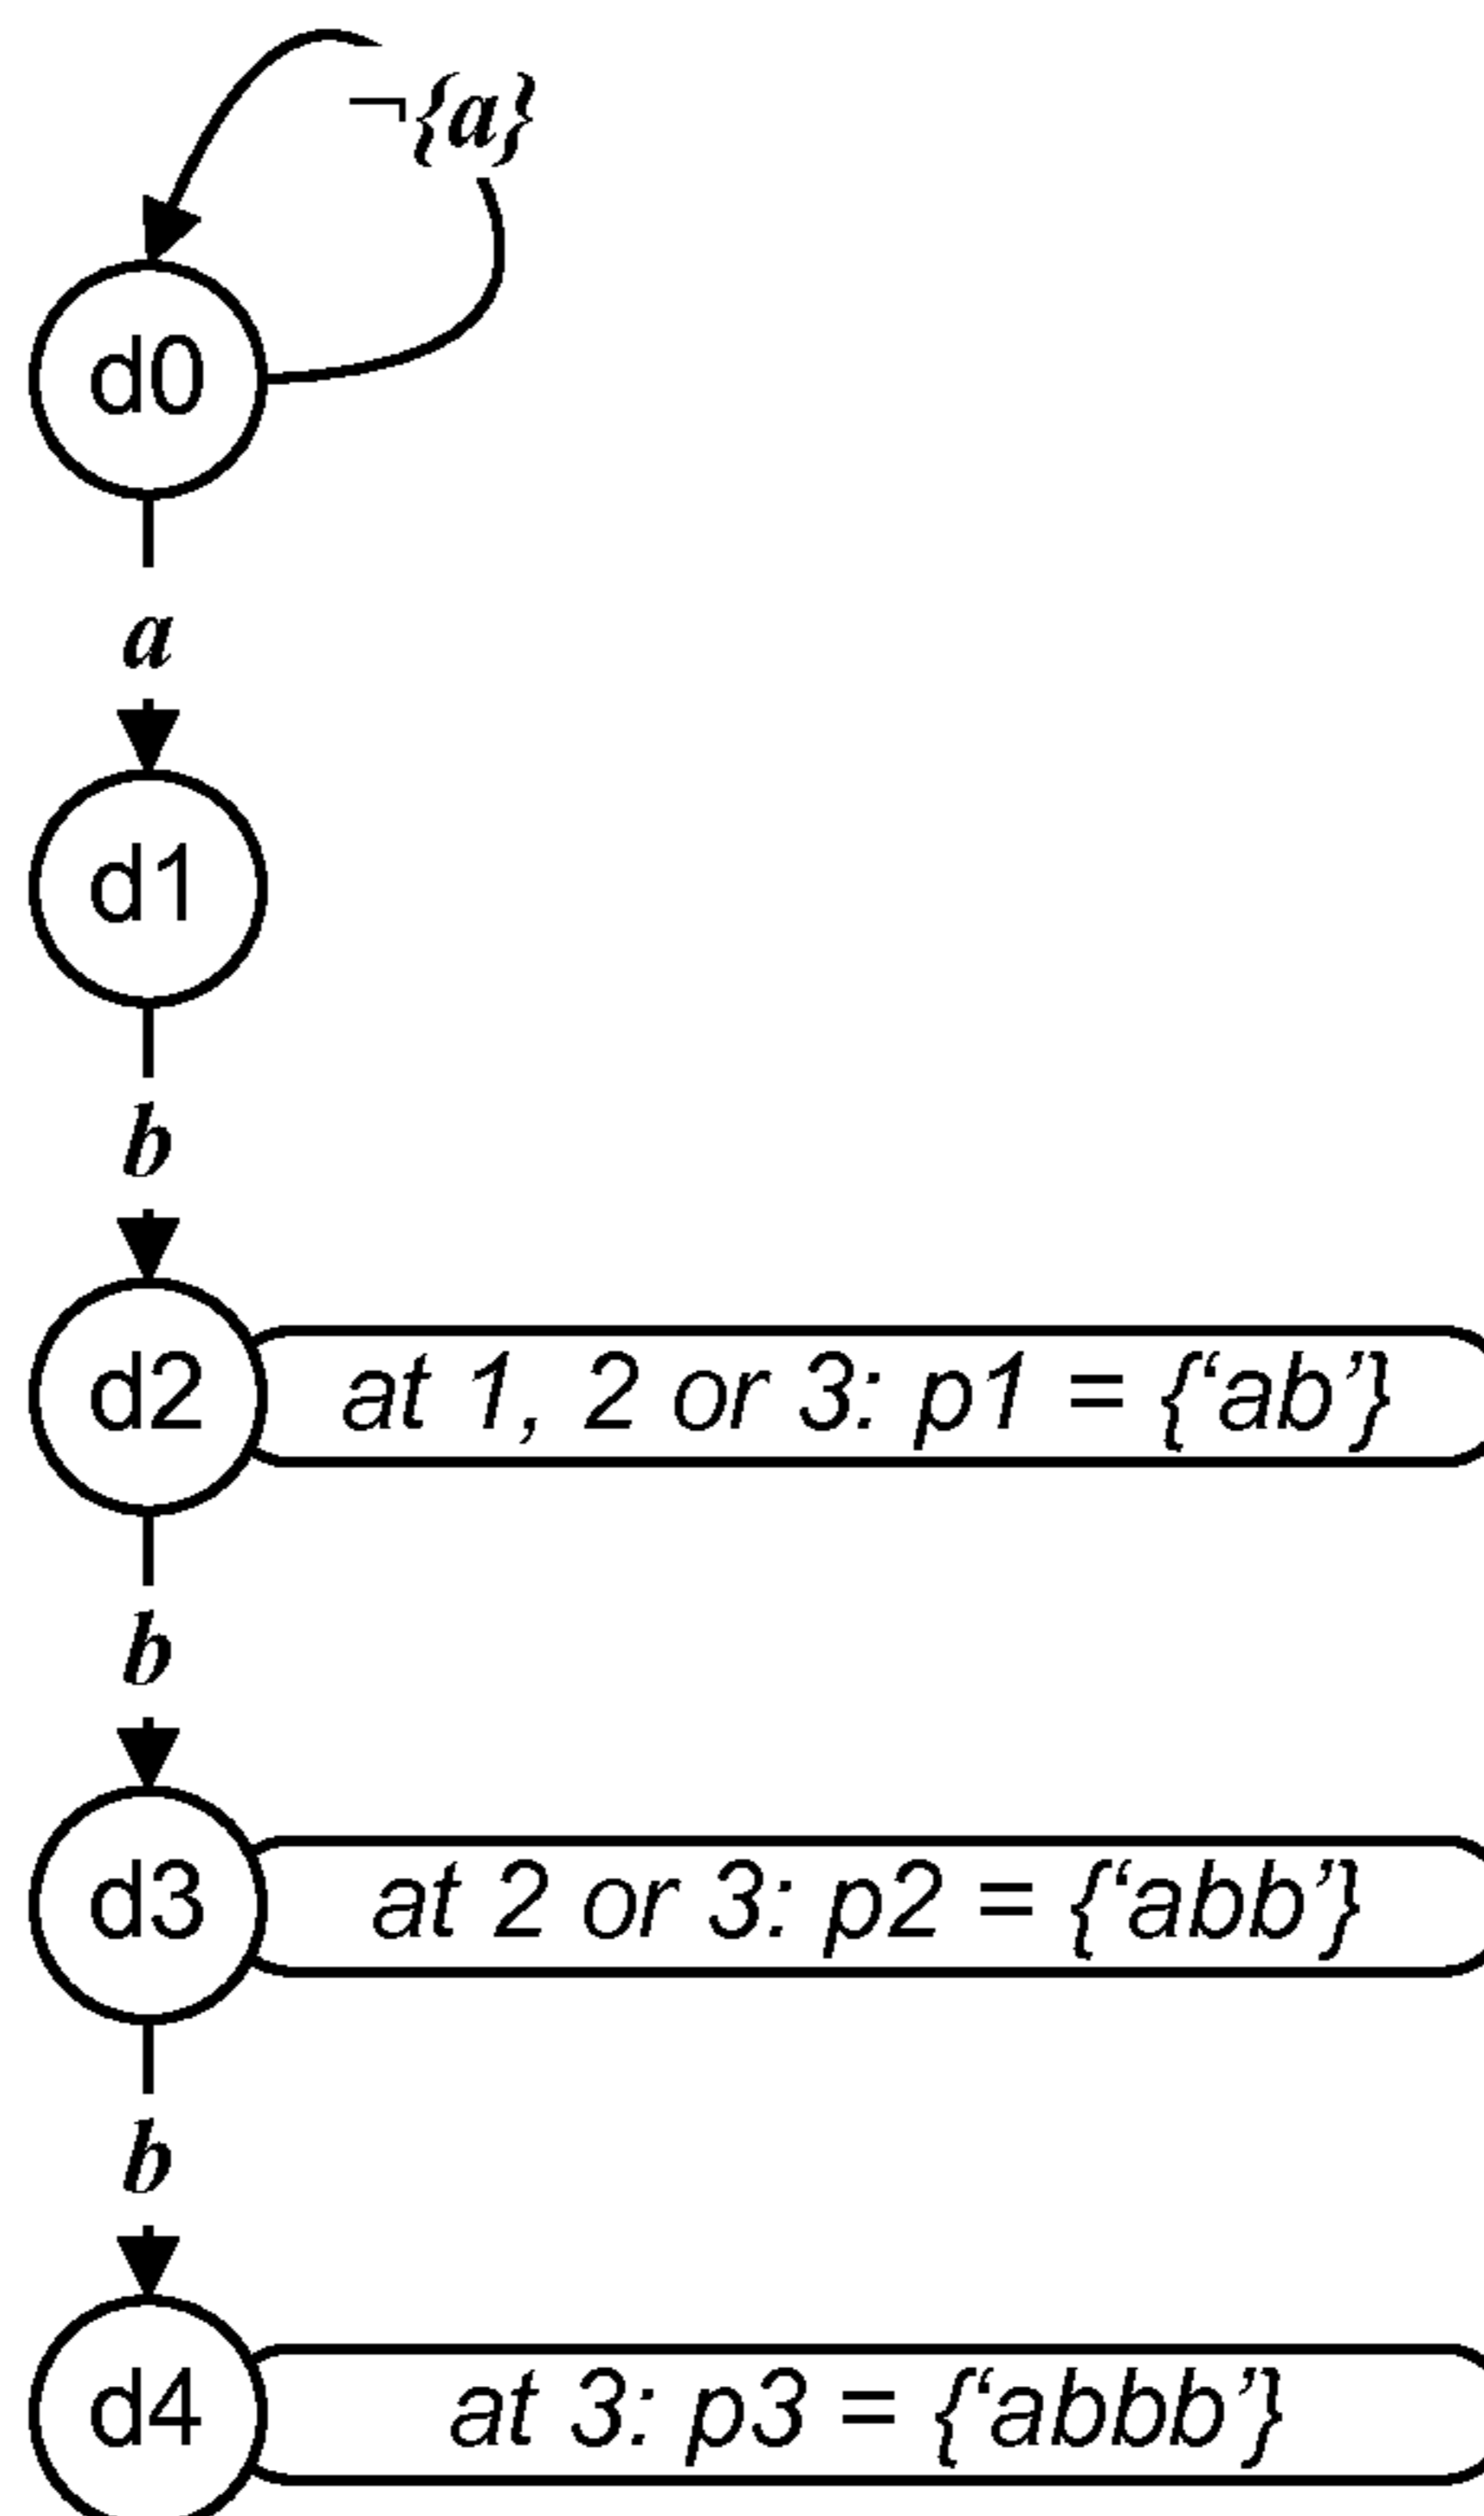 ¬{a}
d0
a
d1
b
d2 at 1, 2 or 3: p1 = {‘ab’}
b
d3 at 2 or 3: p2 = {‘abb’}
b
d4 at 3: p3 = {‘abbb’}